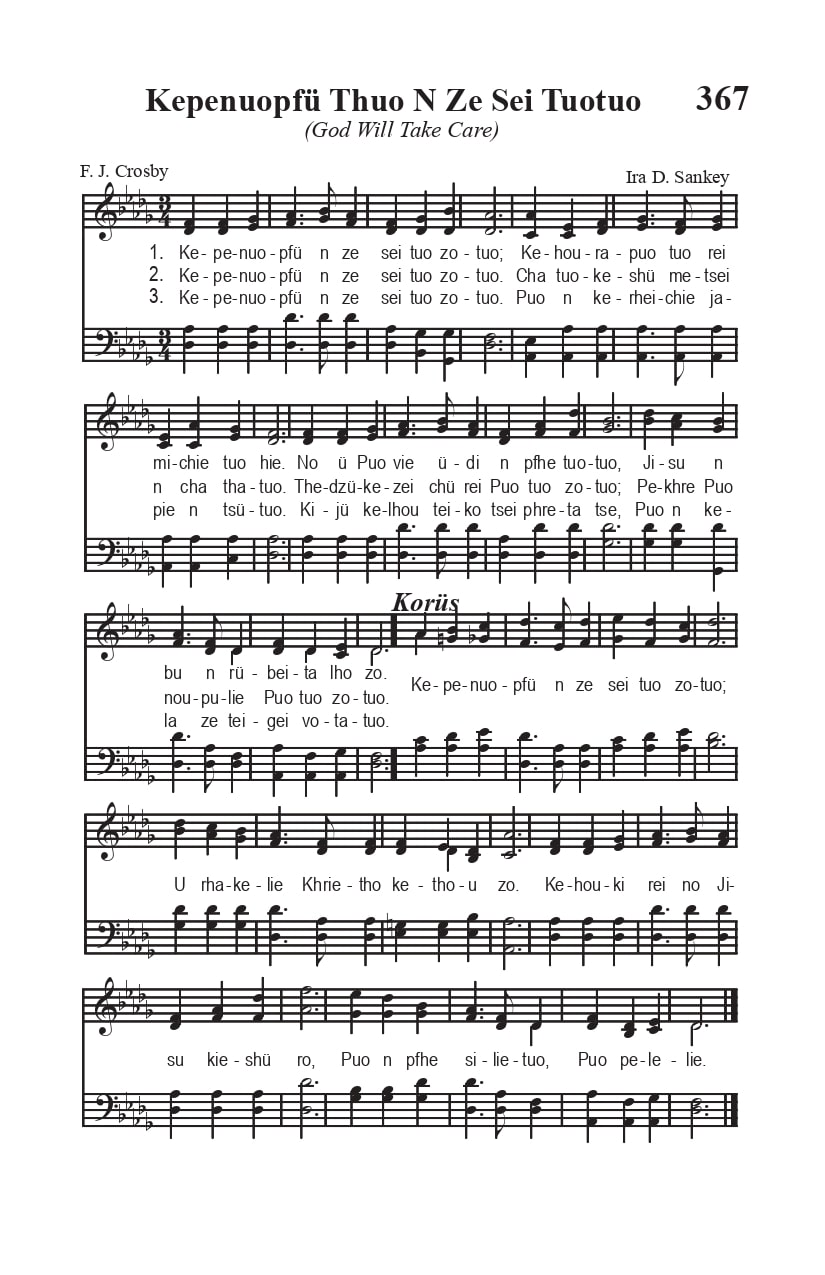 Kepenuopfü Thuo N Ze Sei Tuotuo 367
(God Will Take Care)
F. J. Crosby
Ira D. Sankey
1. Ke - pe - nuo - pfü n ze sei tuo zo - tuo; Ke - hou - ra - puo tuo rei
2. Ke - pe - nuo - pfü n ze sei tuo zo - tuo. Cha tuo - ke - shü me - tsei
3. Ke - pe - nuo - pfü n ze sei tuo zo - tuo. Puo n ke - rhei - chie ja -
mi - chie tuo hie. No ü Puo vie ü - di n pfhe tuo - tuo, Ji - su n
n cha tha - tuo. The - dzü - ke - zei chü rei Puo tuo zo - tuo; Pe - khre Puo
pie n tsü - tuo. Ki - jü ke - lhou tei - ko tsei phre - ta tse, Puo n ke -
Korüs
bu n rü - bei - ta lho zo.
nou - pu - lie Puo tuo zo - tuo.
la ze tei - gei vo - ta - tuo.
Ke - pe - nuo - pfü n ze sei tuo zo - tuo;
U rha - ke - lie Khrie - tho ke - tho - u zo. Ke - hou - ki rei no Ji -
su kie - shü ro, Puo n pfhe si - lie - tuo, Puo pe - le - lie.